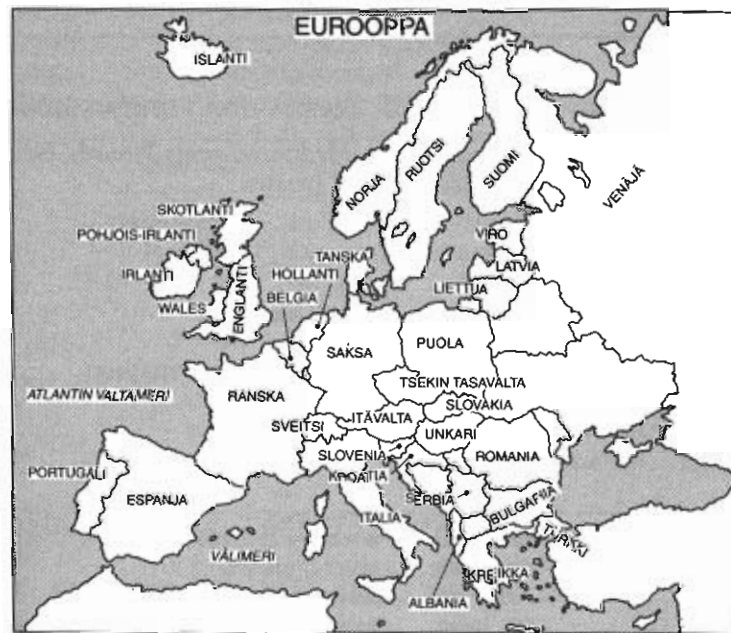 EUROOPPA
ISLANTI
NORJA
RUOTSI
SUOMI
VENÄJÄ
SKOTLANTI
POHJOIS-IRLANTI
IRLANTI
WALES
ENGLANTI
TANSKA
HOLLANTI
BELGIA
VIRO
LATVIA
LIETTUA
SAKSA
PUOLA
TSEKIN TASAVALTA
SLOVAKIA
ATLANTIN VALTAMERI
RANSKA
SVEITSI
ITÄVALTA
UNKARI
SLOVENIA
KROATIA
ROMANIA
PORTUGALI
ESPANJA
SERBIA
BULGARIA
ITALIA
TURKKI
VÄLIMERI
KREIKKA
ALBANIA